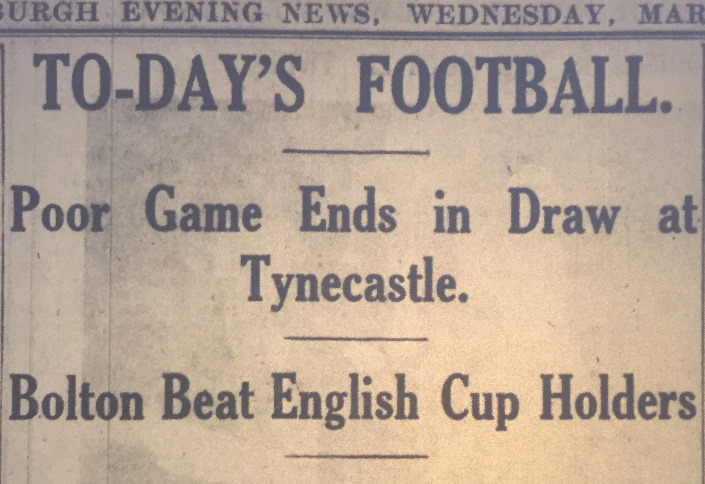 BURGH EVENING NEWS, WEDNESDAY, MAR
TO-DAY'S FOOTBALL.
Poor Game Ends in Draw at
Tynecastle.
Bolton Beat English Cup Holders